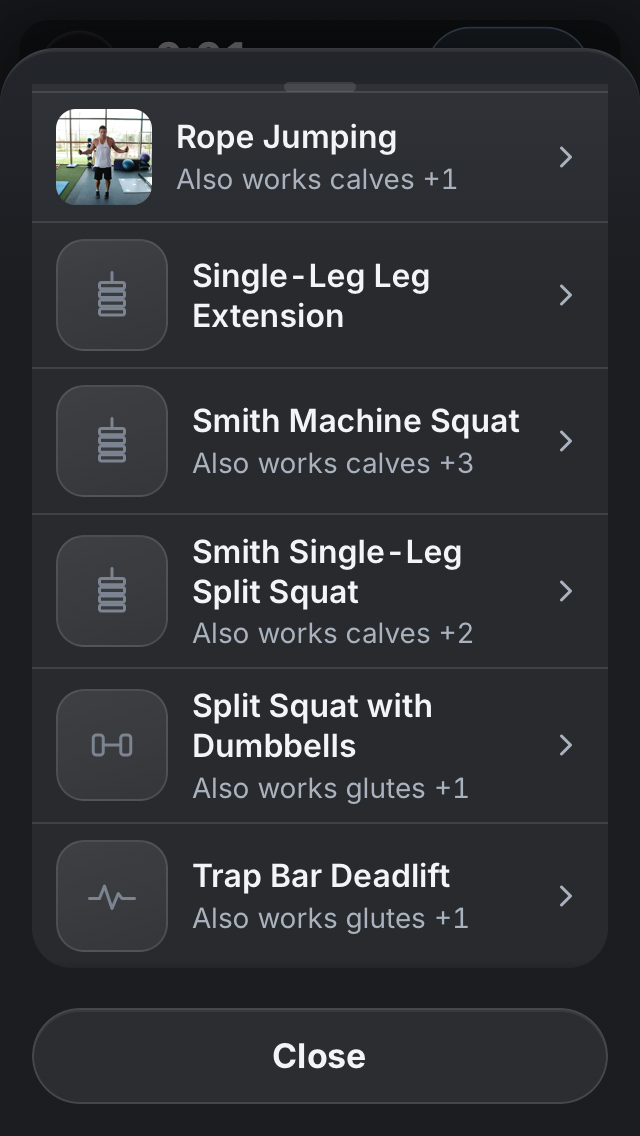 Rope Jumping
Also works calves +1
Single-Leg Leg
Extension
Smith Machine Squat
Also works calves +3
Smith Single-Leg
Split Squat
Also works calves +2
Split Squat with
Dumbbells
Also works glutes +1
Trap Bar Deadlift
Also works glutes +1
Close